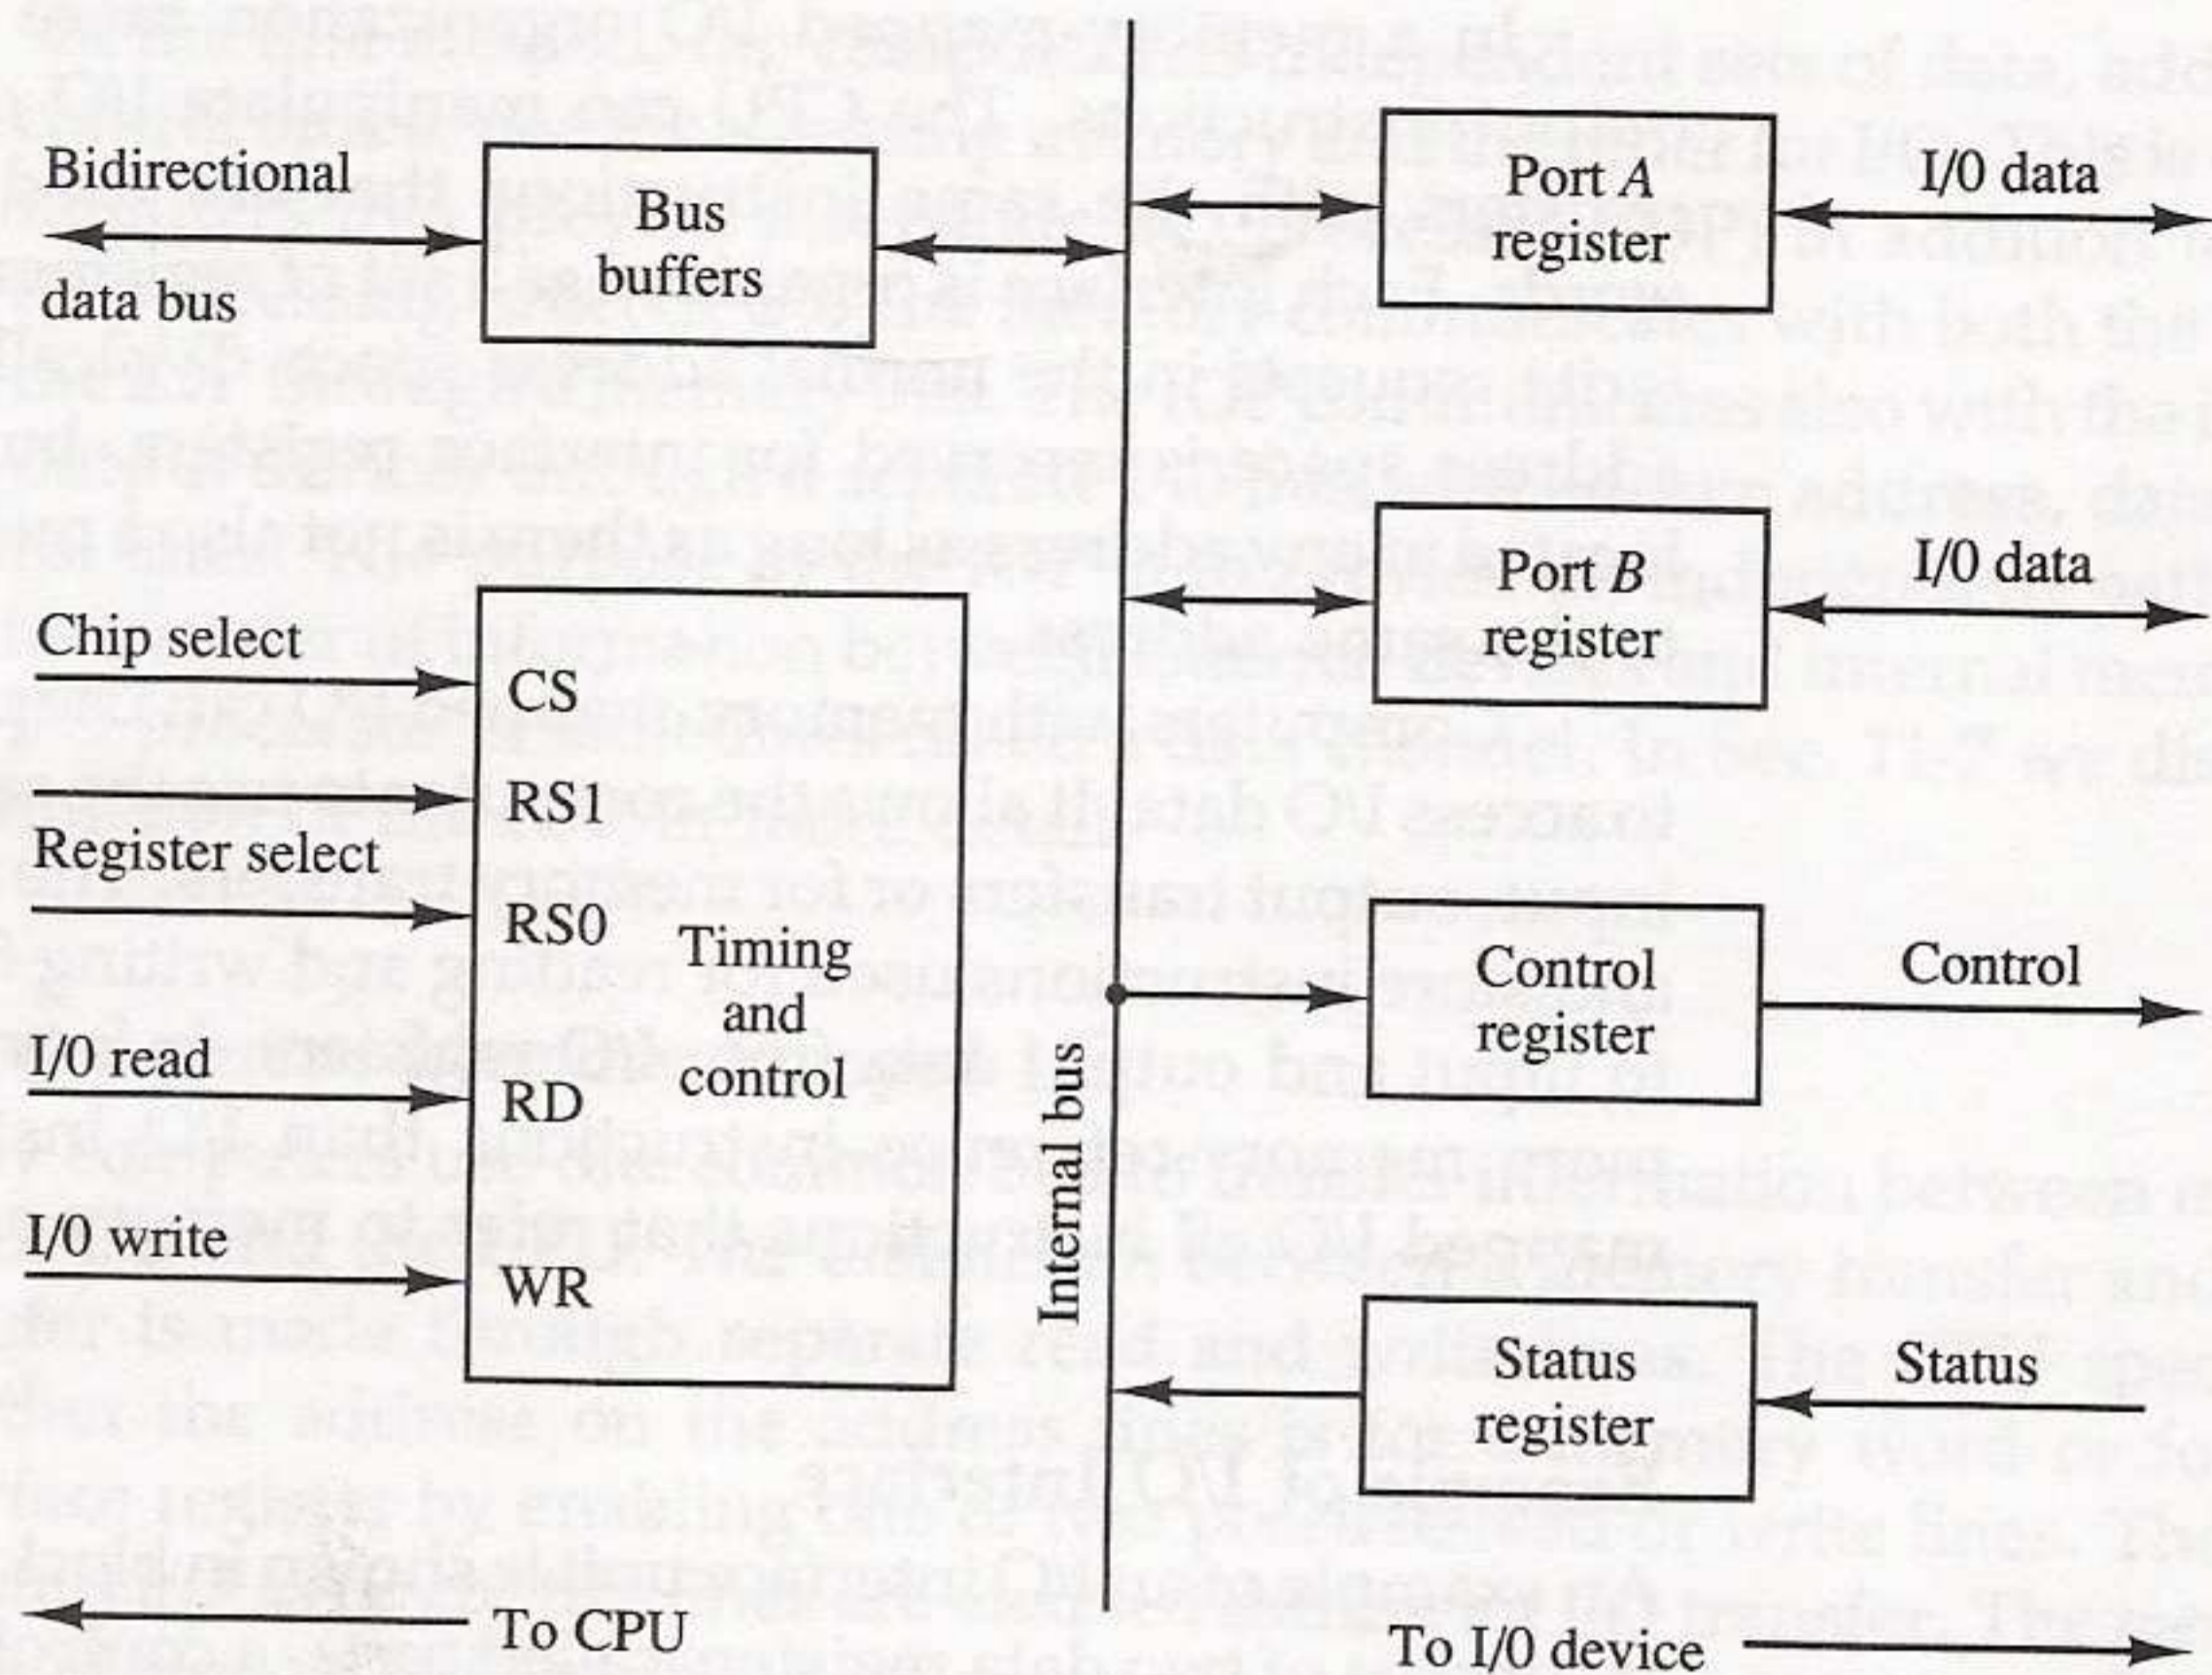 Bidirectional
data bus
Bus
buffers
Port A
register
I/0 data
Port B
register
I/0 data
Chip select
CS
RS1
Register select
RS0
Timing
and
control
I/0 read
RD
I/0 write
WR
Internal bus
Control
register
Control
Status
register
Status
To CPU
To I/0 device